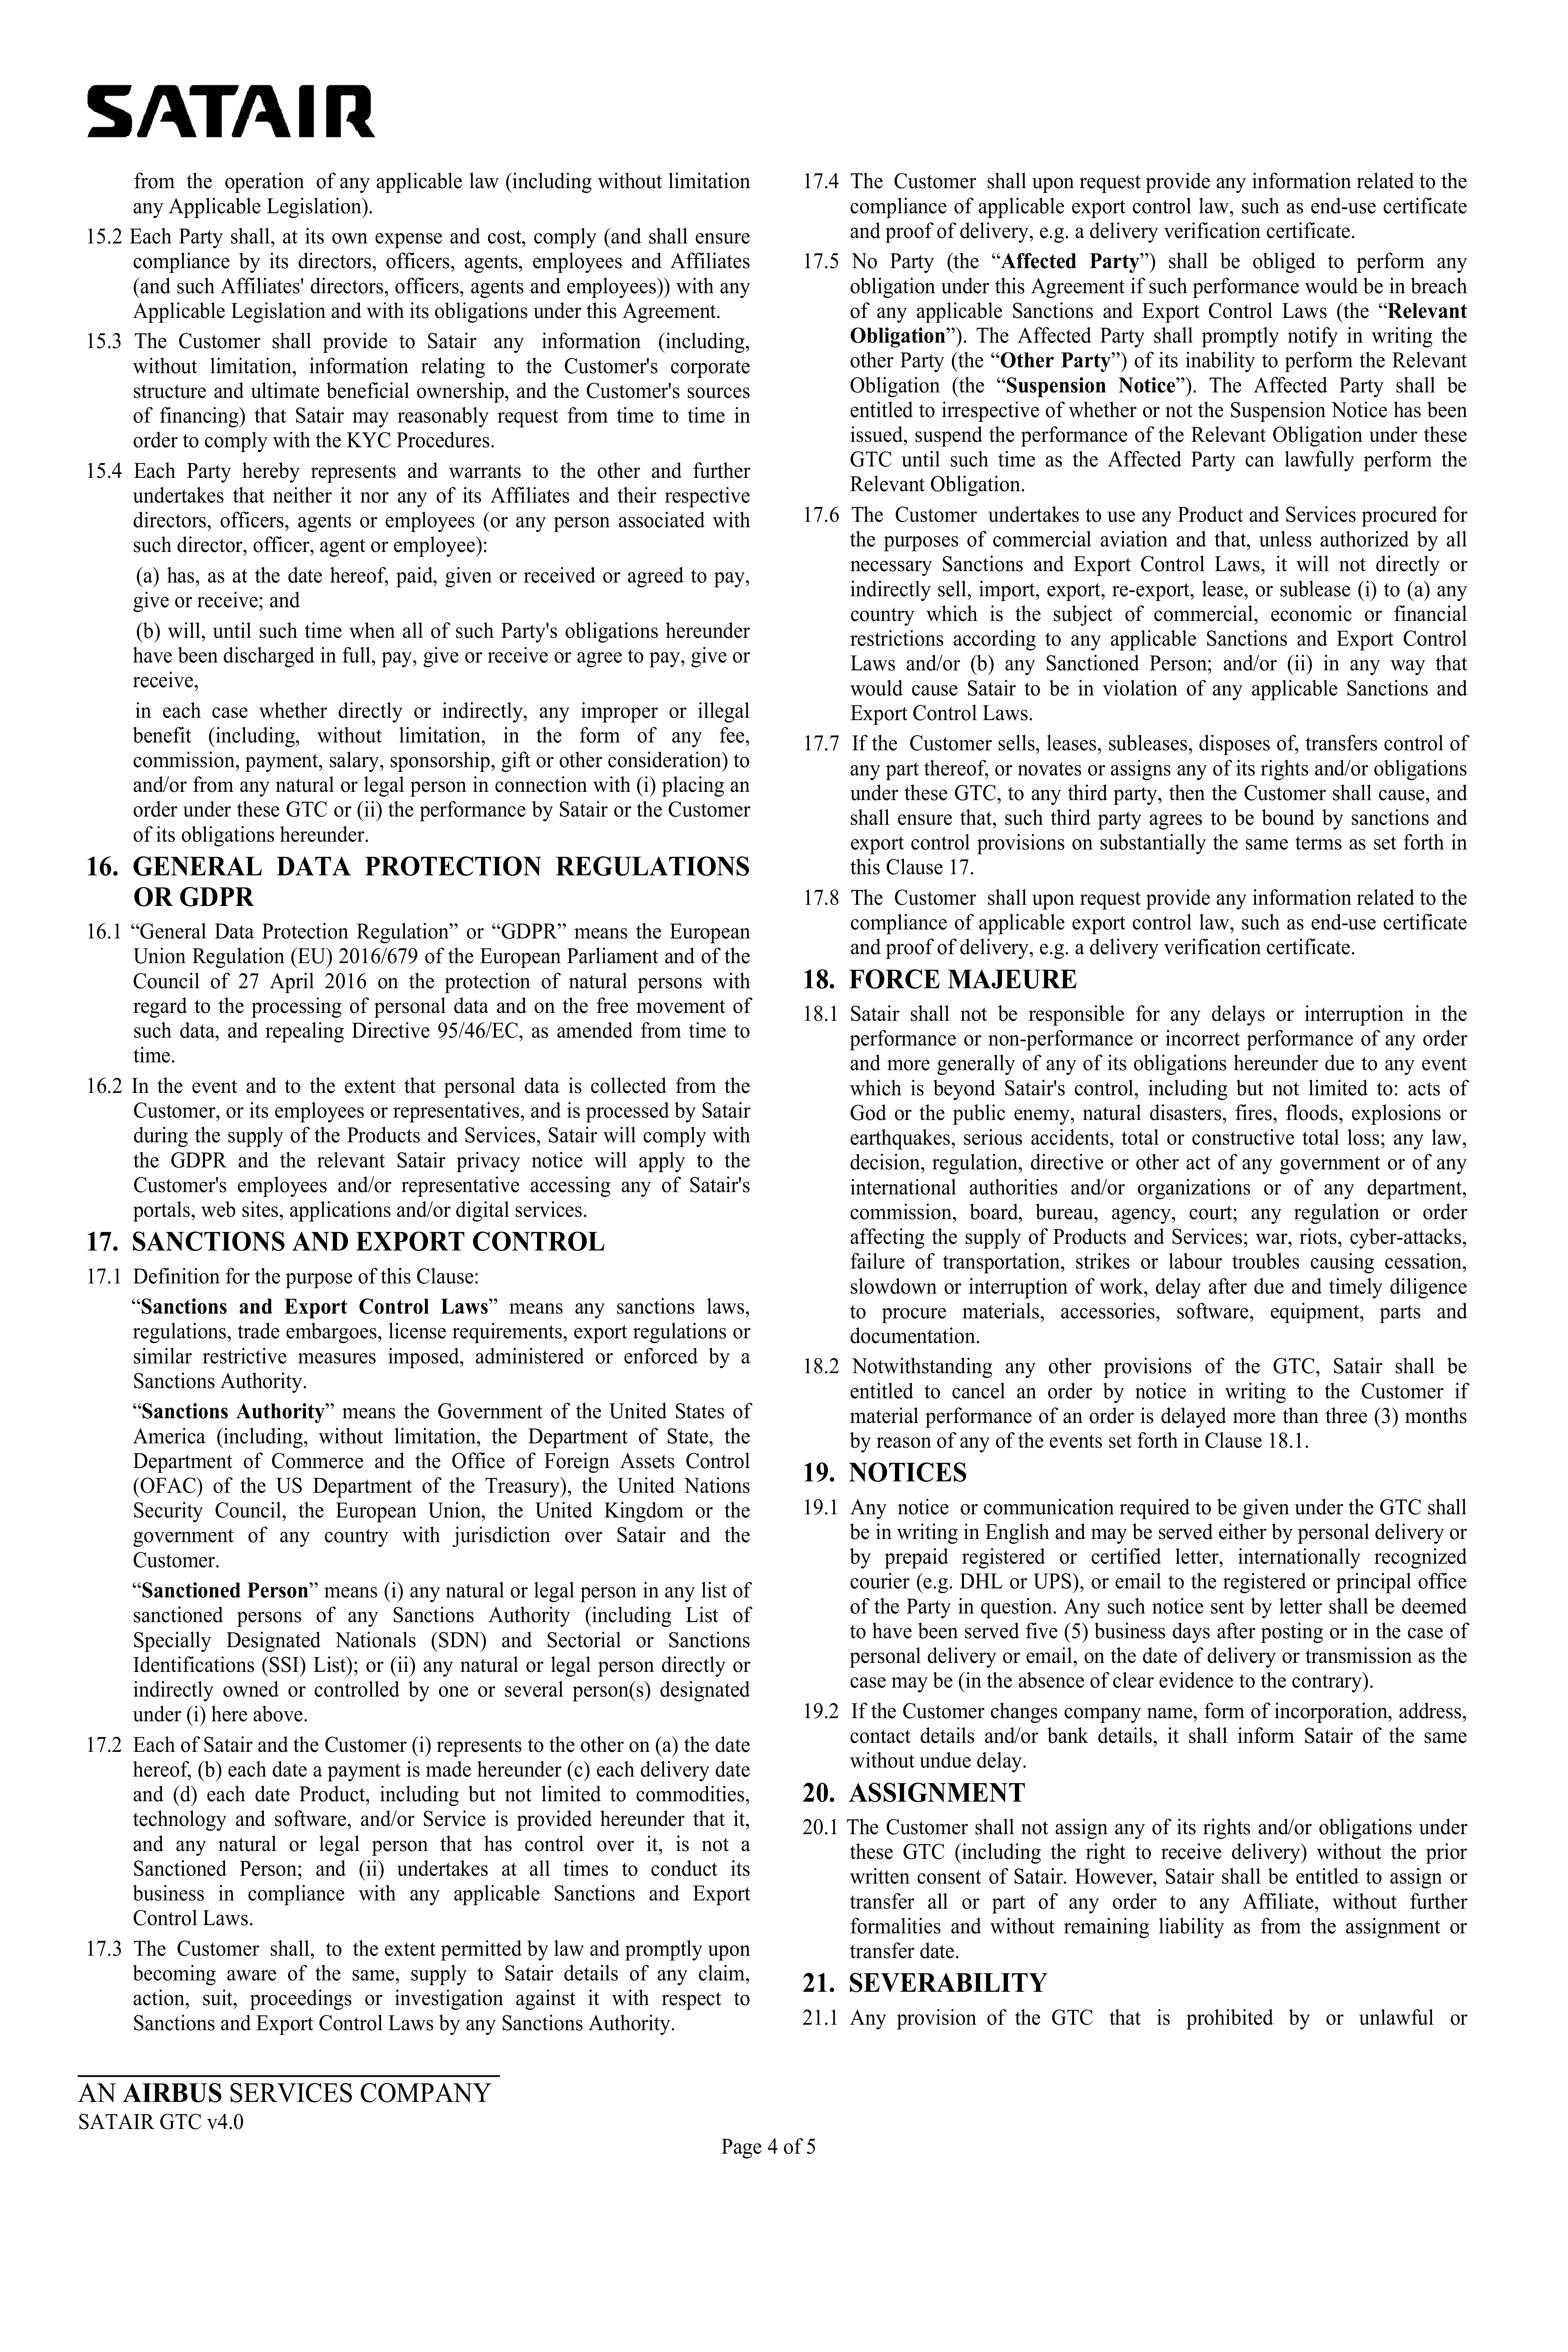 SATAIR
from the operation of any applicable law (including without limitation
any Applicable Legislation).
15.2 Each Party shall, at its own expense and cost, comply (and shall ensure
compliance by its directors, officers, agents, employees and Affiliates
(and such Affiliates' directors, officers, agents and employees)) with any
Applicable Legislation and with its obligations under this Agreement.
15.3 The Customer shall provide to Satair any information (including,
without limitation, information relating to the Customer's corporate
structure and ultimate beneficial ownership, and the Customer's sources
of financing) that Satair may reasonably request from time to time in
order to comply with the KYC Procedures.
15.4 Each Party hereby represents and warrants to the other and further
undertakes that neither it nor any of its Affiliates and their respective
directors, officers, agents or employees (or any person associated with
such director, officer, agent or employee):
(a) has, as at the date hereof, paid, given or received or agreed to pay,
give or receive; and
(b) will, until such time when all of such Party's obligations hereunder
have been discharged in full, pay, give or receive or agree to pay, give or
receive,
in each case whether directly or indirectly, any improper or illegal
benefit (including, without limitation, in the form of any fee,
commission, payment, salary, sponsorship, gift or other consideration) to
and/or from any natural or legal person in connection with (i) placing an
order under these GTC or (ii) the performance by Satair or the Customer
of its obligations hereunder.
16. GENERAL DATA PROTECTION REGULATIONS
OR GDPR
16.1 “General Data Protection Regulation” or “GDPR” means the European
Union Regulation (EU) 2016/679 of the European Parliament and of the
Council of 27 April 2016 on the protection of natural persons with
regard to the processing of personal data and on the free movement of
such data, and repealing Directive 95/46/EC, as amended from time to
time.
16.2 In the event and to the extent that personal data is collected from the
Customer, or its employees or representatives, and is processed by Satair
during the supply of the Products and Services, Satair will comply with
the GDPR and the relevant Satair privacy notice will apply to the
Customer's employees and/or representative accessing any of Satair's
portals, web sites, applications and/or digital services.
17. SANCTIONS AND EXPORT CONTROL
17.1 Definition for the purpose of this Clause:
“Sanctions and Export Control Laws” means any sanctions laws,
regulations, trade embargoes, license requirements, export regulations or
similar restrictive measures imposed, administered or enforced by a
Sanctions Authority.
“Sanctions Authority” means the Government of the United States of
America (including, without limitation, the Department of State, the
Department of Commerce and the Office of Foreign Assets Control
(OFAC) of the US Department of the Treasury), the United Nations
Security Council, the European Union, the United Kingdom or the
government of any country with jurisdiction over Satair and the
Customer.
“Sanctioned Person” means (i) any natural or legal person in any list of
sanctioned persons of any Sanctions Authority (including List of
Specially Designated Nationals (SDN) and Sectorial or Sanctions
Identifications (SSI) List); or (ii) any natural or legal person directly or
indirectly owned or controlled by one or several person(s) designated
under (i) here above.
17.2 Each of Satair and the Customer (i) represents to the other on (a) the date
hereof, (b) each date a payment is made hereunder (c) each delivery date
and (d) each date Product, including but not limited to commodities,
technology and software, and/or Service is provided hereunder that it,
and any natural or legal person that has control over it, is not a
Sanctioned Person; and (ii) undertakes at all times to conduct its
business in compliance with any applicable Sanctions and Export
Control Laws.
17.3 The Customer shall, to the extent permitted by law and promptly upon
becoming aware of the same, supply to Satair details of any claim,
action, suit, proceedings or investigation against it with respect to
Sanctions and Export Control Laws by any Sanctions Authority.
17.4 The Customer shall upon request provide any information related to the
compliance of applicable export control law, such as end-use certificate
and proof of delivery, e.g. a delivery verification certificate.
17.5 No Party (the “Affected Party”) shall be obliged to perform any
obligation under this Agreement if such performance would be in breach
of any applicable Sanctions and Export Control Laws (the “Relevant
Obligation”). The Affected Party shall promptly notify in writing the
other Party (the “Other Party”) of its inability to perform the Relevant
Obligation (the “Suspension Notice”). The Affected Party shall be
entitled to irrespective of whether or not the Suspension Notice has been
issued, suspend the performance of the Relevant Obligation under these
GTC until such time as the Affected Party can lawfully perform the
Relevant Obligation.
17.6 The Customer undertakes to use any Product and Services procured for
the purposes of commercial aviation and that, unless authorized by all
necessary Sanctions and Export Control Laws, it will not directly or
indirectly sell, import, export, re-export, lease, or sublease (i) to (a) any
country which is the subject of commercial, economic or financial
restrictions according to any applicable Sanctions and Export Control
Laws and/or (b) any Sanctioned Person; and/or (ii) in any way that
would cause Satair to be in violation of any applicable Sanctions and
Export Control Laws.
17.7 If the Customer sells, leases, subleases, disposes of, transfers control of
any part thereof, or novates or assigns any of its rights and/or obligations
under these GTC, to any third party, then the Customer shall cause, and
shall ensure that, such third party agrees to be bound by sanctions and
export control provisions on substantially the same terms as set forth in
this Clause 17.
17.8 The Customer shall upon request provide any information related to the
compliance of applicable export control law, such as end-use certificate
and proof of delivery, e.g. a delivery verification certificate.
18. FORCE MAJEURE
18.1 Satair shall not be responsible for any delays or interruption in the
performance or non-performance or incorrect performance of any order
and more generally of any of its obligations hereunder due to any event
which is beyond Satair's control, including but not limited to: acts of
God or the public enemy, natural disasters, fires, floods, explosions or
earthquakes, serious accidents, total or constructive total loss; any law,
decision, regulation, directive or other act of any government or of any
international authorities and/or organizations or of any department,
commission, board, bureau, agency, court; any regulation or order
affecting the supply of Products and Services; war, riots, cyber-attacks,
failure of transportation, strikes or labour troubles causing cessation,
slowdown or interruption of work, delay after due and timely diligence
to procure materials, accessories, software, equipment, parts and
documentation.
18.2 Notwithstanding any other provisions of the GTC, Satair shall be
entitled to cancel an order by notice in writing to the Customer if
material performance of an order is delayed more than three (3) months
by reason of any of the events set forth in Clause 18.1.
19. NOTICES
19.1 Any notice or communication required to be given under the GTC shall
be in writing in English and may be served either by personal delivery or
by prepaid registered or certified letter, internationally recognized
courier (e.g. DHL or UPS), or email to the registered or principal office
of the Party in question. Any such notice sent by letter shall be deemed
to have been served five (5) business days after posting or in the case of
personal delivery or email, on the date of delivery or transmission as the
case may be (in the absence of clear evidence to the contrary).
19.2 If the Customer changes company name, form of incorporation, address,
contact details and/or bank details, it shall inform Satair of the same
without undue delay.
20. ASSIGNMENT
20.1 The Customer shall not assign any of its rights and/or obligations under
these GTC (including the right to receive delivery) without the prior
written consent of Satair. However, Satair shall be entitled to assign or
transfer all or part of any order to any Affiliate, without further
formalities and without remaining liability as from the assignment or
transfer date.
21. SEVERABILITY
21.1 Any provision of the GTC that is prohibited by or unlawful or
AN AIRBUS SERVICES COMPANY
SATAIR GTC v4.0
Page 4 of 5